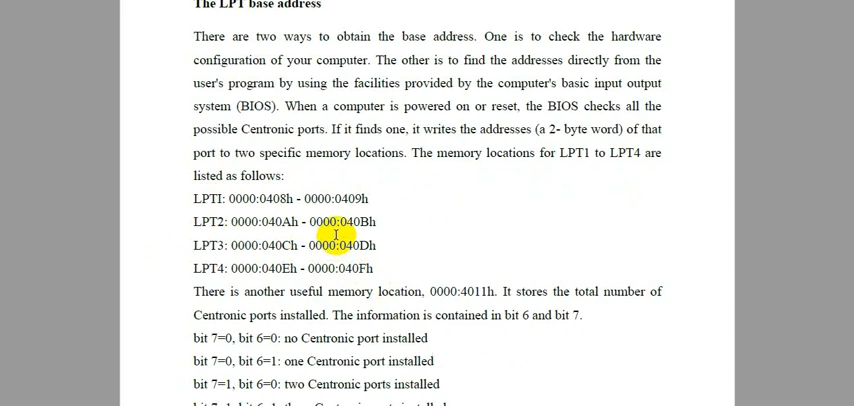 The LPT base address
There are two ways to obtain the base address. One is to check the hardware
configuration of your computer. The other is to find the addresses directly from the
user's program by using the facilities provided by the computer's basic input output
system (BIOS). When a computer is powered on or reset, the BIOS checks all the
possible Centronic ports. If it finds one, it writes the addresses (a 2- byte word) of that
port to two specific memory locations. The memory locations for LPT1 to LPT4 are
listed as follows:
LPTI: 0000:0408h - 0000:0409h
LPT2: 0000:040Ah - 0000:040Bh
LPT3: 0000:040Ch - 0000:040Dh
LPT4: 0000:040Eh - 0000:040Fh
There is another useful memory location, 0000:4011h. It stores the total number of
Centronic ports installed. The information is contained in bit 6 and bit 7.
bit 7=0, bit 6=0: no Centronic port installed
bit 7=0, bit 6=1: one Centronic port installed
bit 7=1, bit 6=0: two Centronic ports installed